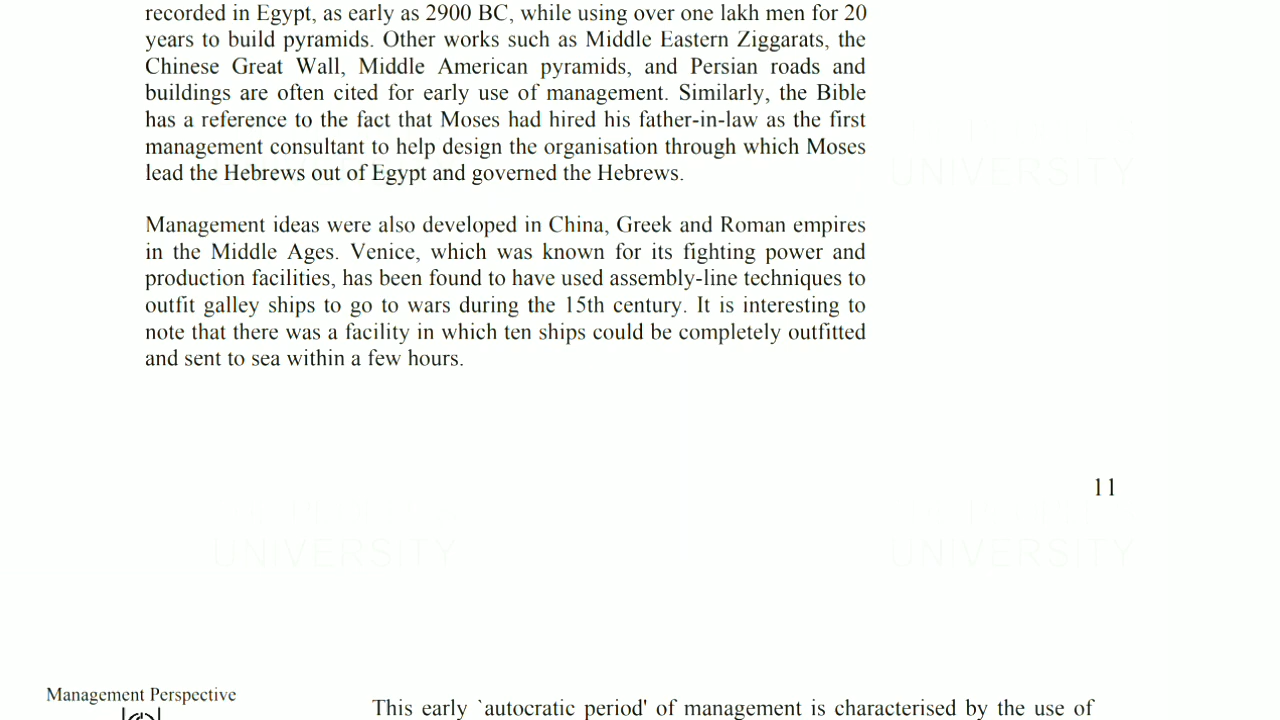 recorded in Egypt, as early as 2900 BC, while using over one lakh men for 20
years to build pyramids. Other works such as Middle Eastern Ziggarats, the
Chinese Great Wall, Middle American pyramids, and Persian roads and
buildings are often cited for early use of management. Similarly, the Bible
has a reference to the fact that Moses had hired his father-in-law as the first
management consultant to help design the organisation through which Moses
lead the Hebrews out of Egypt and governed the Hebrews.
UNIVERSITY
Management ideas were also developed in China, Greek and Roman empires
in the Middle Ages. Venice, which was known for its fighting power and
production facilities, has been found to have used assembly-line techniques to
outfit galley ships to go to wars during the 15th century. It is interesting to
note that there was a facility in which ten ships could be completely outfitted
and sent to sea within a few hours.
11
UNIVERSITY
UNIVERSITY
Management Perspective
This early `autocratic period' of management is characterised by the use of